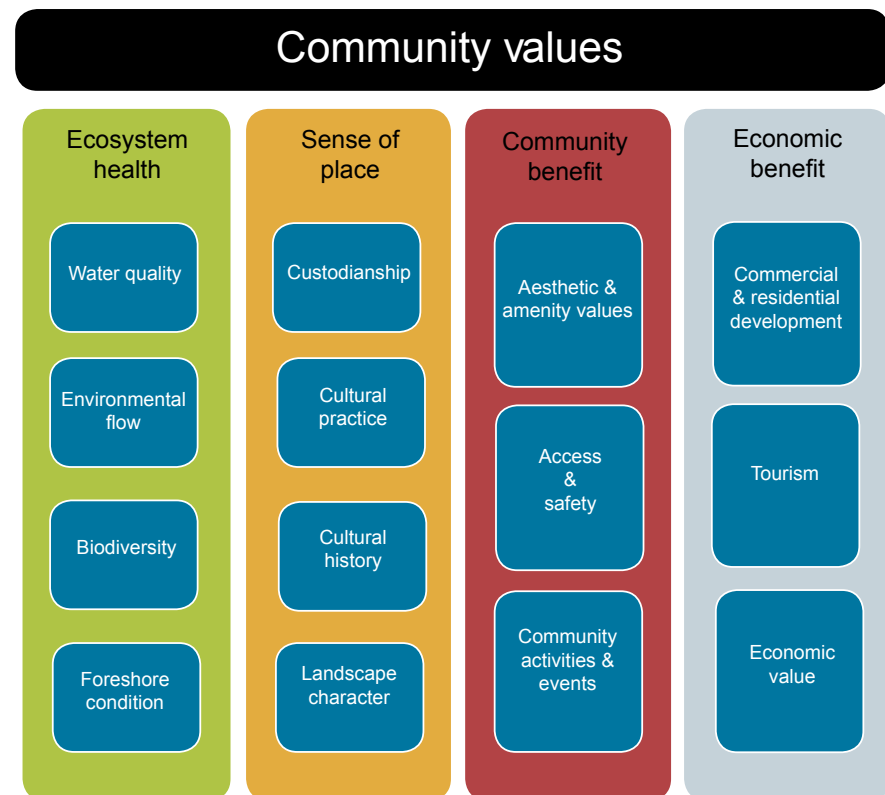 Community values
Ecosystem
health
Water quality
Environmental
flow
Biodiversity
Foreshore
condition
Sense of
place
Custodianship
Cultural
practice
Cultural
history
Landscape
character
Community
benefit
Aesthetic &
amenity values
Access
&
safety
Community
activities &
events
Economic
benefit
Commercial
& residential
development
Tourism
Economic
value